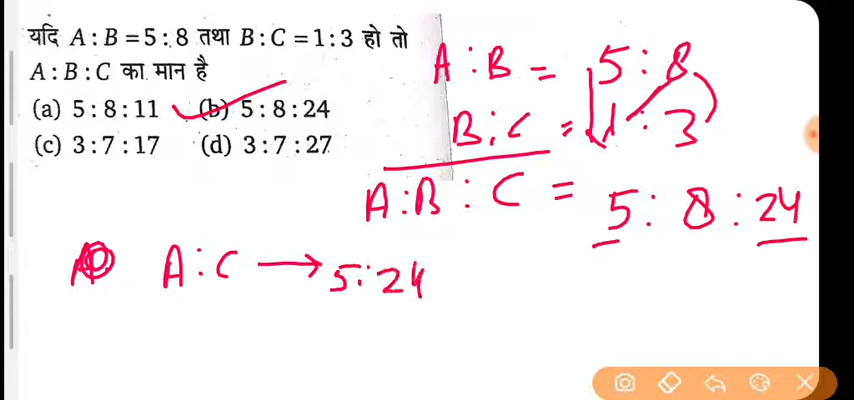 यदि A : B = 5 : 8 तथा B : C = 1 : 3 हो तो
A : B : C का मान है
(a) 5 : 8 : 11 (b) 5 : 8 : 24
(c) 3 : 7 : 17 (d) 3 : 7 : 27
A : B = 5 : 8
B : C = 1 : 3
A : B : C = 5 : 8 : 24
A : C → 5 : 24